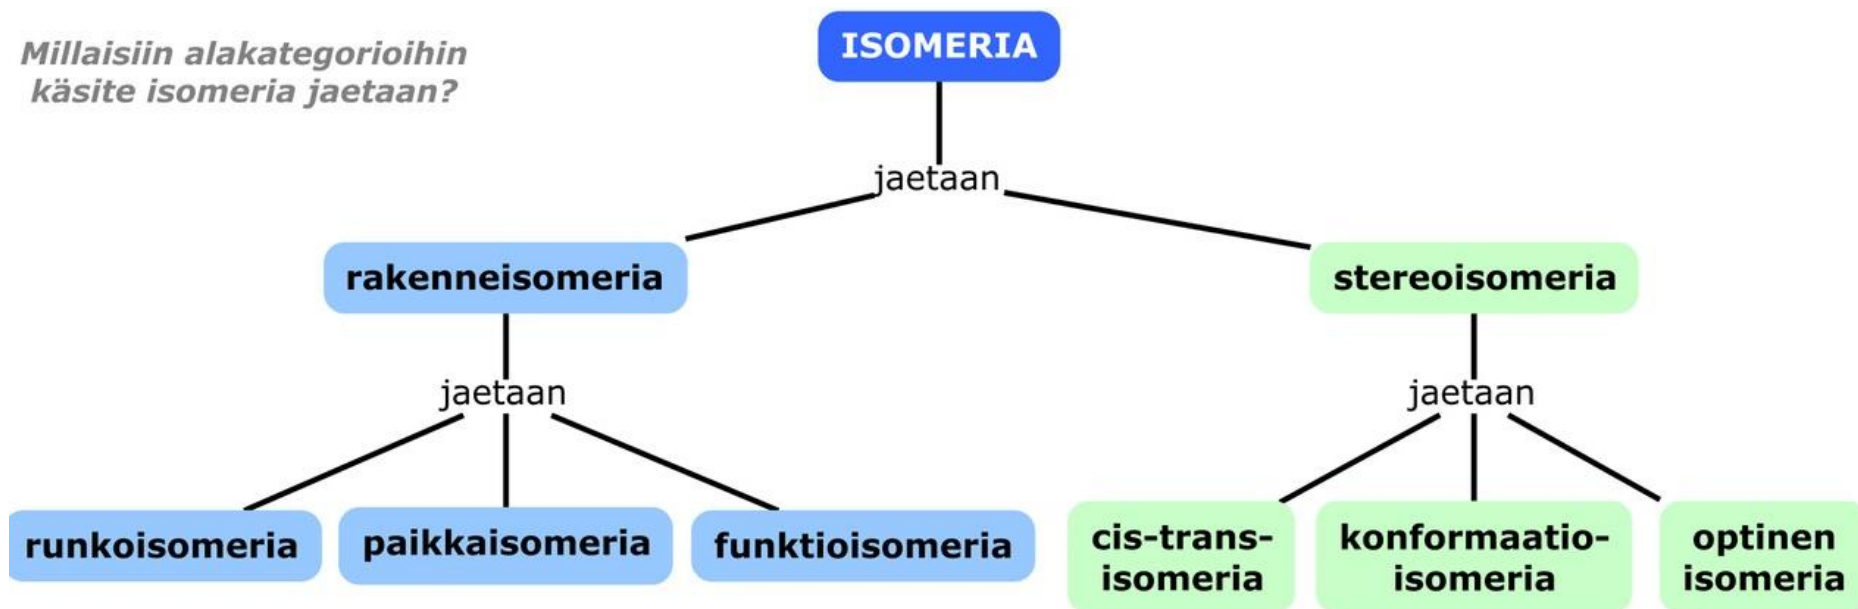 Millaisiin alakategorioihin
käsite isomeria jaetaan?
ISOMERIA
jaetaan
rakenneisomeria
stereoisomeria
jaetaan
jaetaan
runkoisomeria
paikkaisomeria
funktioisomeria
cis-trans-
isomeria
konformaatio-
isomeria
optinen
isomeria